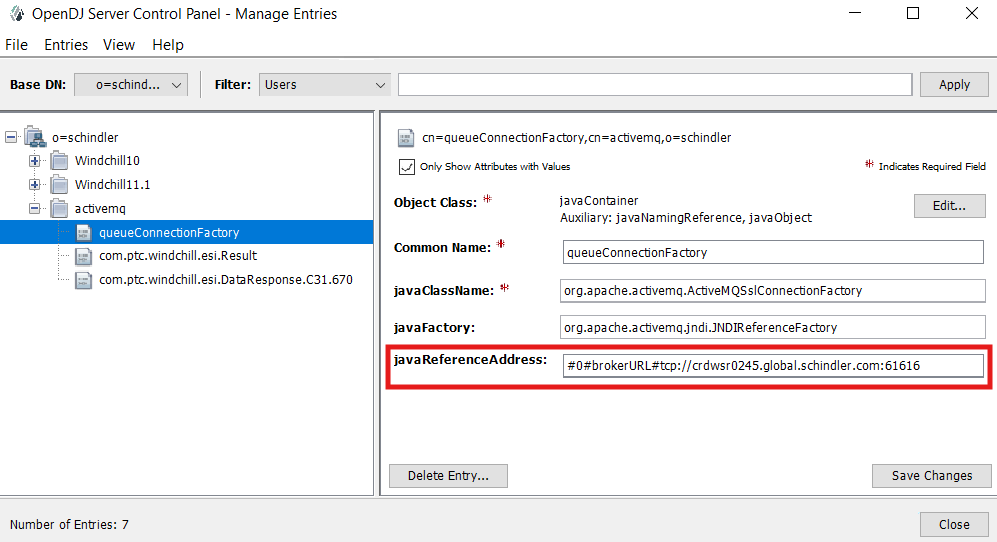 OpenDJ Server Control Panel - Manage Entries
File Entries View Help
Base DN: o=schind... Filter: Users Apply
o=schindler
Windchill10
Windchill11.1
activemq
queueConnectionFactory
com.ptc.windchill.esi.Result
com.ptc.windchill.esi.DataResponse.C31.670
cn=queueConnectionFactory,cn=activemq,o=schindler
Only Show Attributes with Values * Indicates Required Field
Object Class: * javaContainer
Auxiliary: javaNamingReference, javaObject
Edit...
Common Name: * queueConnectionFactory
javaClassName: * org.apache.activemq.ActiveMQSslConnectionFactory
javaFactory: org.apache.activemq.jndi.JNDIReferenceFactory
javaReferenceAddress: #0#brokerURL#tcp://crdwsr0245.global.schindler.com:61616
Delete Entry... Save Changes
Number of Entries: 7 Close